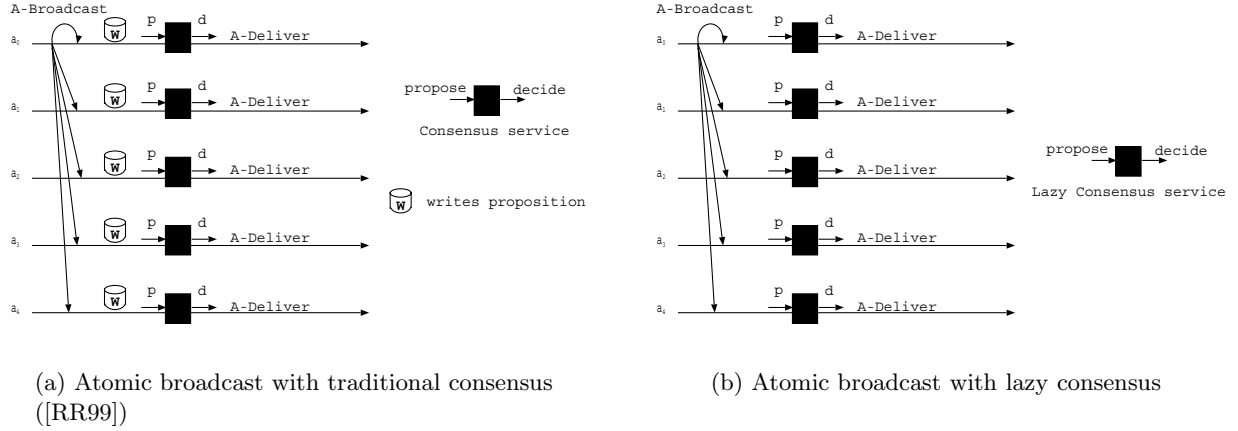 A-Broadcast
a₀ W p d A-Deliver
a₁ W p d A-Deliver
a₂ W p d A-Deliver
a₃ W p d A-Deliver
a₄ W p d A-Deliver
propose decide
Consensus service
W writes proposition
(a) Atomic broadcast with traditional consensus
([RR99])
A-Broadcast
a₀ p d A-Deliver
a₁ p d A-Deliver
a₂ p d A-Deliver
a₃ p d A-Deliver
a₄ p d A-Deliver
propose decide
Lazy Consensus service
(b) Atomic broadcast with lazy consensus